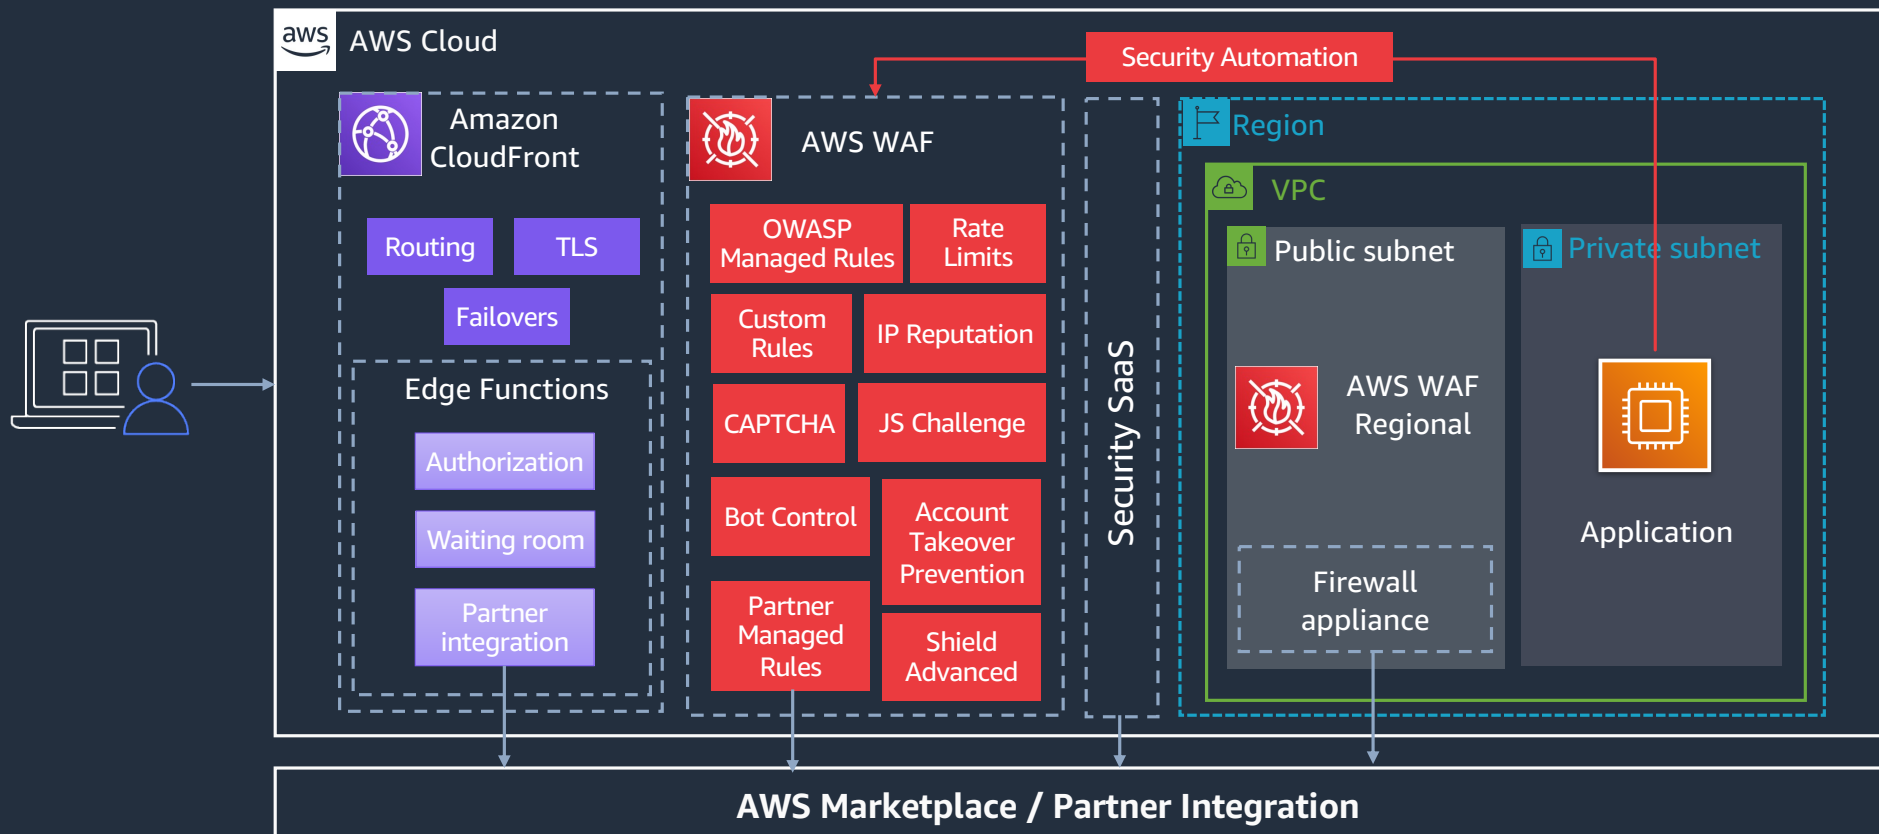 aws
AWS Cloud
Security Automation
Amazon
CloudFront
Routing
TLS
Failovers
Edge Functions
Authorization
Waiting room
Partner
integration
AWS WAF
OWASP
Managed Rules
Rate
Limits
Custom
Rules
IP Reputation
CAPTCHA
JS Challenge
Bot Control
Account
Takeover
Prevention
Partner
Managed
Rules
Shield
Advanced
Security SaaS
Region
VPC
Public subnet
AWS WAF
Regional
Firewall
appliance
Private subnet
Application
AWS Marketplace / Partner Integration